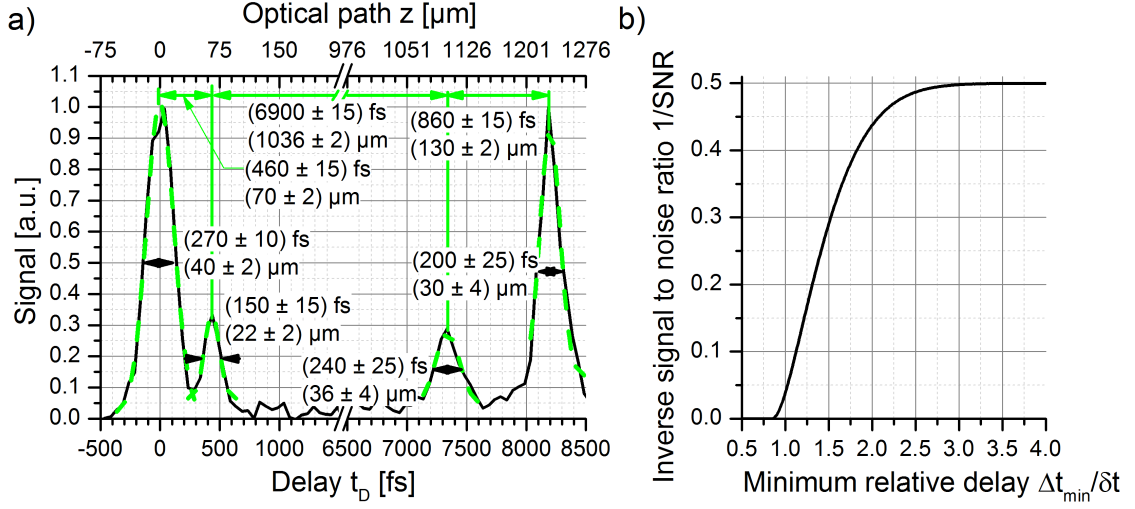 a)
Optical path z [µm]
-75 0 75 150 976 1051 1126 1201 1276
1.1
1.0
0.9
0.8
0.7
0.6
0.5
0.4
0.3
0.2
0.1
0.0
Signal [a.u.]
(6900 ± 15) fs
(1036 ± 2) µm
(460 ± 15) fs
(70 ± 2) µm
(860 ± 15) fs
(130 ± 2) µm
(270 ± 10) fs
(40 ± 2) µm
(200 ± 25) fs
(30 ± 4) µm
(150 ± 15) fs
(22 ± 2) µm
(240 ± 25) fs
(36 ± 4) µm
-500 0 500 1000 6500 7000 7500 8000 8500
Delay tD [fs]
b)
Inverse signal to noise ratio 1/SNR
0.5
0.4
0.3
0.2
0.1
0.0
0.5 1.0 1.5 2.0 2.5 3.0 3.5 4.0
Minimum relative delay Δtmin/δt